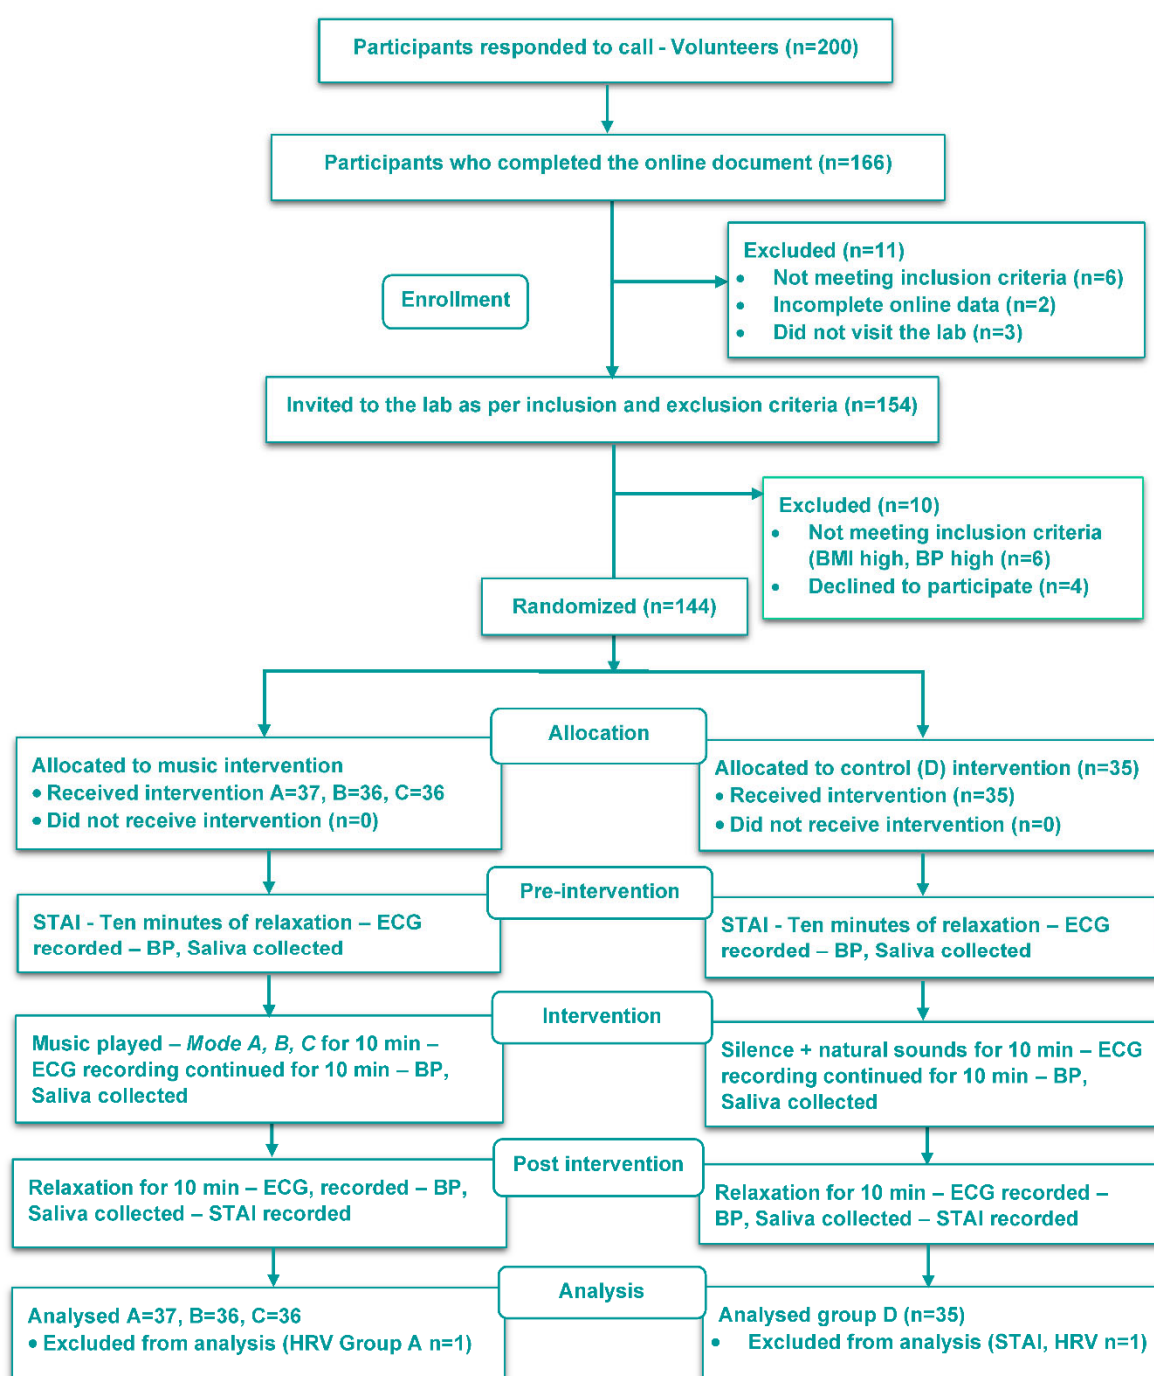 Participants responded to call - Volunteers (n=200)
Participants who completed the online document (n=166)
Excluded (n=11)
• Not meeting inclusion criteria (n=6)
• Incomplete online data (n=2)
• Did not visit the lab (n=3)
Enrollment
Invited to the lab as per inclusion and exclusion criteria (n=154)
Excluded (n=10)
• Not meeting inclusion criteria
(BMI high, BP high (n=6)
• Declined to participate (n=4)
Randomized (n=144)
Allocation
Allocated to music intervention
• Received intervention A=37, B=36, C=36
• Did not receive intervention (n=0)
Allocated to control (D) intervention (n=35)
• Received intervention (n=35)
• Did not receive intervention (n=0)
Pre-intervention
STAI - Ten minutes of relaxation – ECG
recorded – BP, Saliva collected
STAI - Ten minutes of relaxation – ECG
recorded – BP, Saliva collected
Intervention
Music played – Mode A, B, C for 10 min –
ECG recording continued for 10 min – BP,
Saliva collected
Silence + natural sounds for 10 min – ECG
recording continued for 10 min – BP,
Saliva collected
Post intervention
Relaxation for 10 min – ECG, recorded – BP,
Saliva collected – STAI recorded
Relaxation for 10 min – ECG recorded –
BP, Saliva collected – STAI recorded
Analysis
Analysed A=37, B=36, C=36
• Excluded from analysis (HRV Group A n=1)
Analysed group D (n=35)
• Excluded from analysis (STAI, HRV n=1)